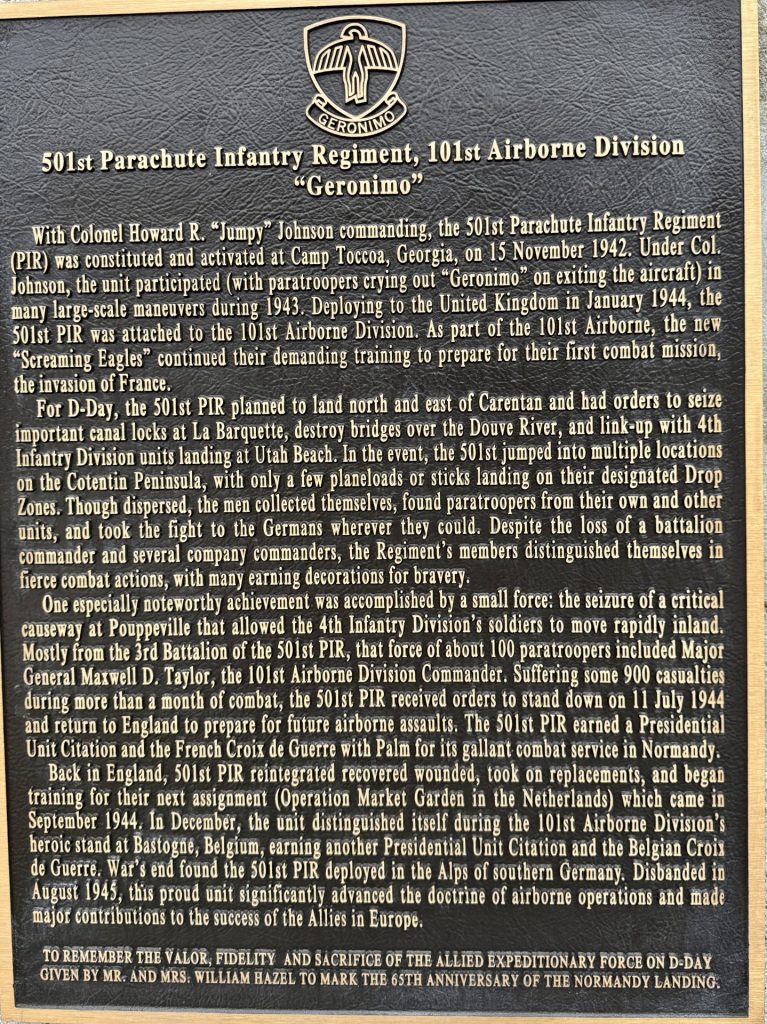 GERONIMO
501st Parachute Infantry Regiment, 101st Airborne Division
“Geronimo”
With Colonel Howard R. “Jumpy” Johnson commanding, the 501st Parachute Infantry Regiment
(PIR) was constituted and activated at Camp Toccoa, Georgia, on 15 November 1942. Under Col.
Johnson, the unit participated (with paratroopers crying out “Geronimo” on exiting the aircraft) in
many large-scale maneuvers during 1943. Deploying to the United Kingdom in January 1944, the
501st PIR was attached to the 101st Airborne Division. As part of the 101st Airborne, the new
“Screaming Eagles” continued their demanding training to prepare for their first combat mission,
the invasion of France.
For D-Day, the 501st PIR planned to land north and east of Carentan and had orders to seize
important canal locks at La Barquette, destroy bridges over the Douve River, and link-up with 4th
Infantry Division units landing at Utah Beach. In the event, the 501st jumped into multiple locations
on the Cotentin Peninsula, with only a few planeloads or sticks landing on their designated Drop
Zones. Though dispersed, the men collected themselves, found paratroopers from their own and other
units, and took the fight to the Germans wherever they could. Despite the loss of a battalion
commander and several company commanders, the Regiment’s members distinguished themselves in
fierce combat actions, with many earning decorations for bravery.
One especially noteworthy achievement was accomplished by a small force: the seizure of a critical
causeway at Pouppeville that allowed the 4th Infantry Division’s soldiers to move rapidly inland.
Mostly from the 3rd Battalion of the 501st PIR, that force of about 100 paratroopers included Major
General Maxwell D. Taylor, the 101st Airborne Division Commander. Suffering some 900 casualties
during more than a month of combat, the 501st PIR received orders to stand down on 11 July 1944
and return to England to prepare for future airborne assaults. The 501st PIR earned a Presidential
Unit Citation and the French Croix de Guerre with Palm for its gallant combat service in Normandy.
Back in England, 501st PIR reintegrated recovered wounded, took on replacements, and began
training for their next assignment (Operation Market Garden in the Netherlands) which came in
September 1944. In December, the unit distinguished itself during the 101st Airborne Division’s
heroic stand at Bastogne, Belgium, earning another Presidential Unit Citation and the Belgian Croix
de Guerre. War’s end found the 501st PIR deployed in the Alps of southern Germany. Disbanded in
August 1945, this proud unit significantly advanced the doctrine of airborne operations and made
major contributions to the success of the Allies in Europe.
TO REMEMBER THE VALOR, FIDELITY AND SACRIFICE OF THE ALLIED EXPEDITIONARY FORCE ON D-DAY
GIVEN BY MR. AND MRS. WILLIAM HAZEL TO MARK THE 65TH ANNIVERSARY OF THE NORMANDY LANDING.